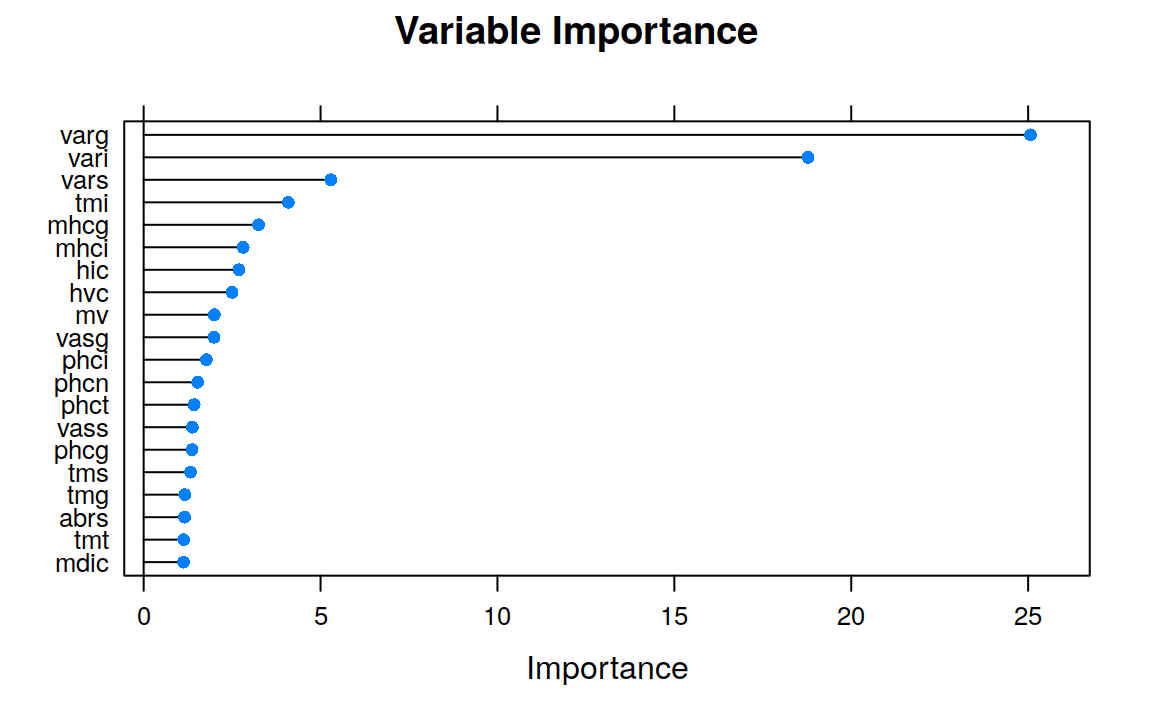 Variable Importance
varg
vari
vars
tmi
mhcg
mhci
hic
hvc
mv
vasg
phci
phcn
phct
vass
phcg
tms
tmg
abrs
tmt
mdic
0 5 10 15 20 25
Importance